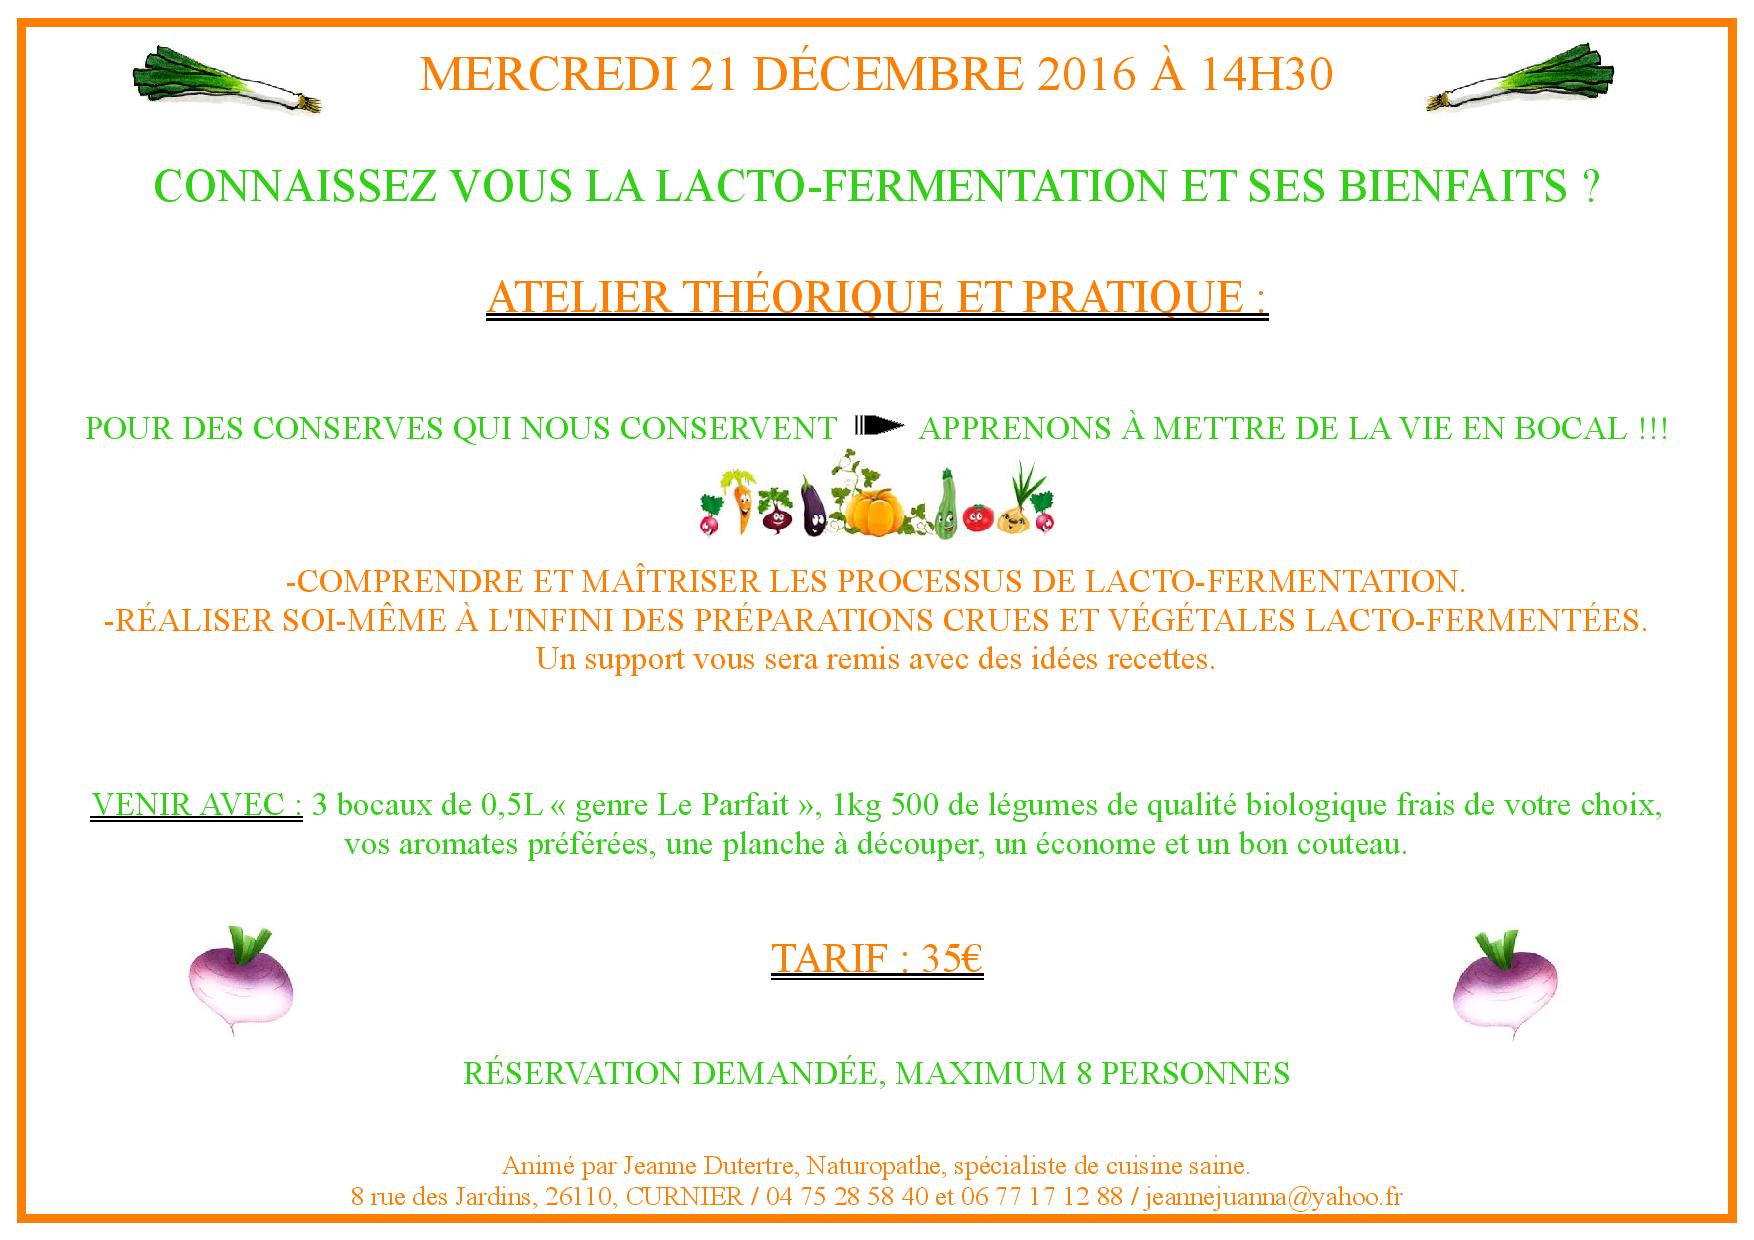 MERCREDI 21 DÉCEMBRE 2016 À 14H30
CONNAISSEZ VOUS LA LACTO-FERMENTATION ET SES BIENFAITS ?
ATELIER THÉORIQUE ET PRATIQUE :
POUR DES CONSERVES QUI NOUS CONSERVENT APPRENONS À METTRE DE LA VIE EN BOCAL !!!
-COMPRENDRE ET MAÎTRISER LES PROCESSUS DE LACTO-FERMENTATION.
-RÉALISER SOI-MÊME À L'INFINI DES PRÉPARATIONS CRUES ET VÉGÉTALES LACTO-FERMENTÉES.
Un support vous sera remis avec des idées recettes.
VENIR AVEC : 3 bocaux de 0,5L « genre Le Parfait », 1kg 500 de légumes de qualité biologique frais de votre choix,
vos aromates préférées, une planche à découper, un économe et un bon couteau.
TARIF : 35€
RÉSERVATION DEMANDÉE, MAXIMUM 8 PERSONNES
Animé par Jeanne Dutertre, Naturopathe, spécialiste de cuisine saine.
8 rue des Jardins, 26110, CURNIER / 04 75 28 58 40 et 06 77 17 12 88 / jeannejuanna@yahoo.fr